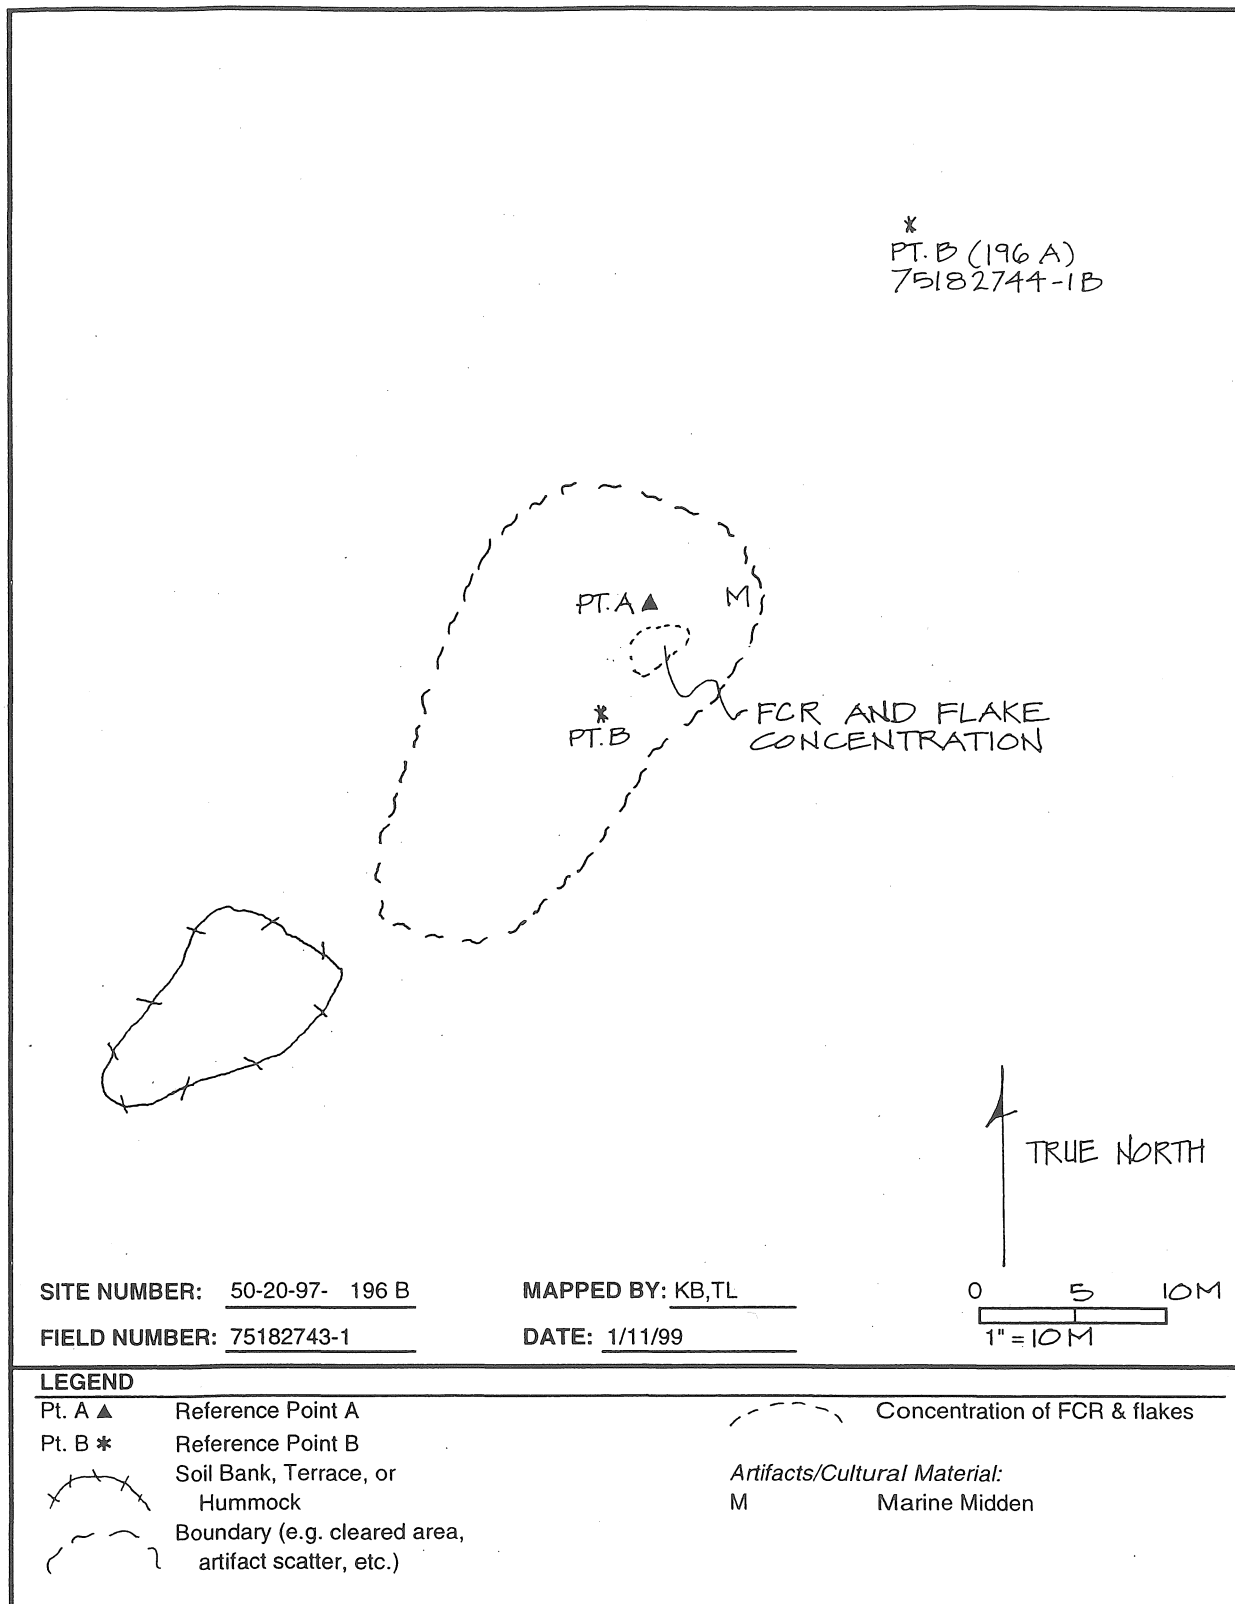 PT. B (196 A)
75182744-1B
PT. A
M
PT. B
FCR AND FLAKE
CONCENTRATION
TRUE NORTH
SITE NUMBER: 50-20-97- 196 B
MAPPED BY: KB,TL
0 5 10M
FIELD NUMBER: 75182743-1
DATE: 1/11/99
1" = 10M
LEGEND
Pt. A Reference Point A
Concentration of FCR & flakes
Pt. B Reference Point B
Soil Bank, Terrace, or
Hummock
Artifacts/Cultural Material:
M Marine Midden
Boundary (e.g. cleared area,
artifact scatter, etc.)